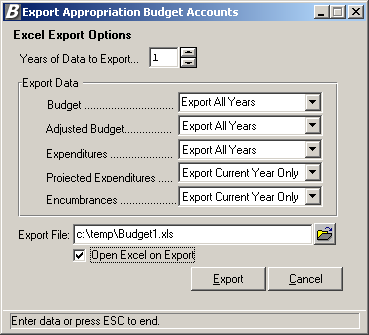 B Export Appropriation Budget Accounts
Excel Export Options
Years of Data to Export... 1
Export Data
Budget ........................ Export All Years
Adjusted Budget............. Export All Years
Expenditures .................. Export All Years
Projected Expenditures ..... Export Current Year Only
Encumbrances ............... Export Current Year Only
Export File: c:\temp\Budget1.xls
Open Excel on Export
Export Cancel
Enter data or press ESC to end.